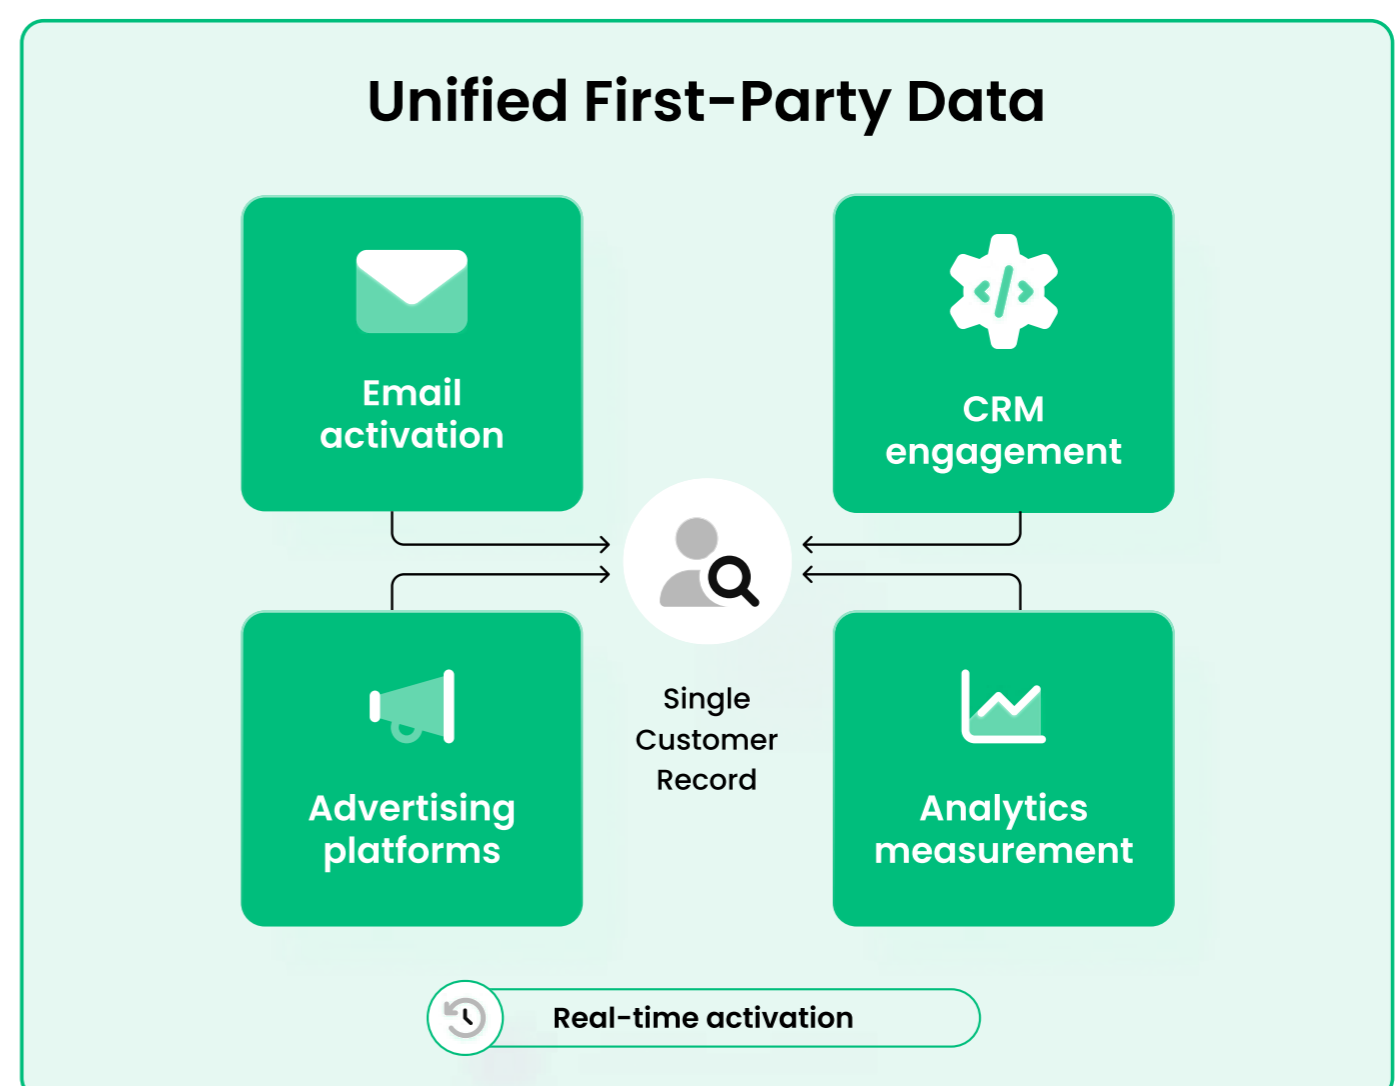 Unified First-Party Data
Email
activation
CRM
engagement
Single
Customer
Record
Advertising
platforms
Analytics
measurement
Real-time activation